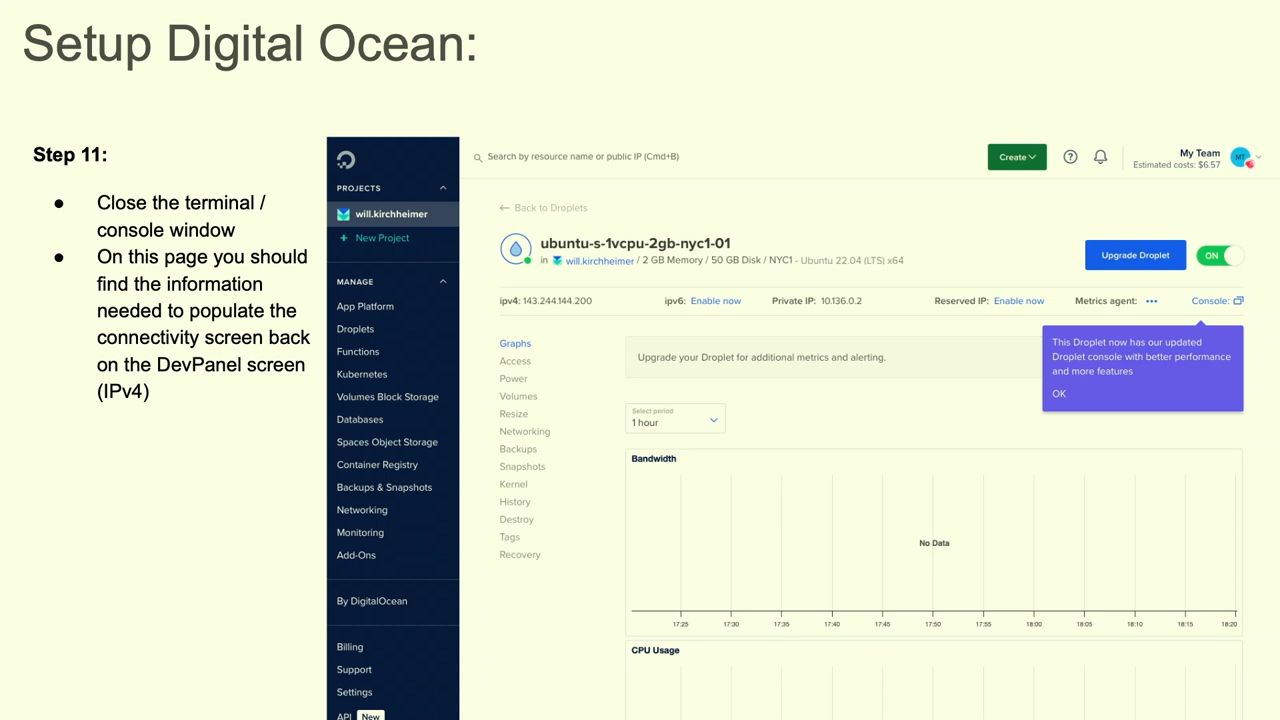 Setup Digital Ocean:
Step 11:
● Close the terminal /
console window
● On this page you should
find the information
needed to populate the
connectivity screen back
on the DevPanel screen
(IPv4)
PROJECTS
will.kirchheimer
+ New Project
MANAGE
App Platform
Droplets
Functions
Kubernetes
Volumes Block Storage
Databases
Spaces Object Storage
Container Registry
Backups & Snapshots
Networking
Monitoring
Add-Ons
By DigitalOcean
Billing
Support
Settings
API New
Search by resource name or public IP (Cmd+B)
Create
My Team
Estimated costs: $6.57
MT
← Back to Droplets
ubuntu-s-1vcpu-2gb-nyc1-01
in will.kirchheimer / 2 GB Memory / 50 GB Disk / NYC1 - Ubuntu 22.04 (LTS) x64
Upgrade Droplet
ON
ipv4: 143.244.144.200 ipv6: Enable now Private IP: 10.136.0.2 Reserved IP: Enable now Metrics agent: ••• Console:
This Droplet now has our updated
Droplet console with better performance
and more features
OK
Graphs
Access
Power
Volumes
Resize
Networking
Backups
Snapshots
Kernel
History
Destroy
Tags
Recovery
Upgrade your Droplet for additional metrics and alerting.
Select period
1 hour
Bandwidth
No Data
17:25 17:30 17:35 17:40 17:45 17:50 17:55 18:00 18:05 18:10 18:15 18:20
CPU Usage